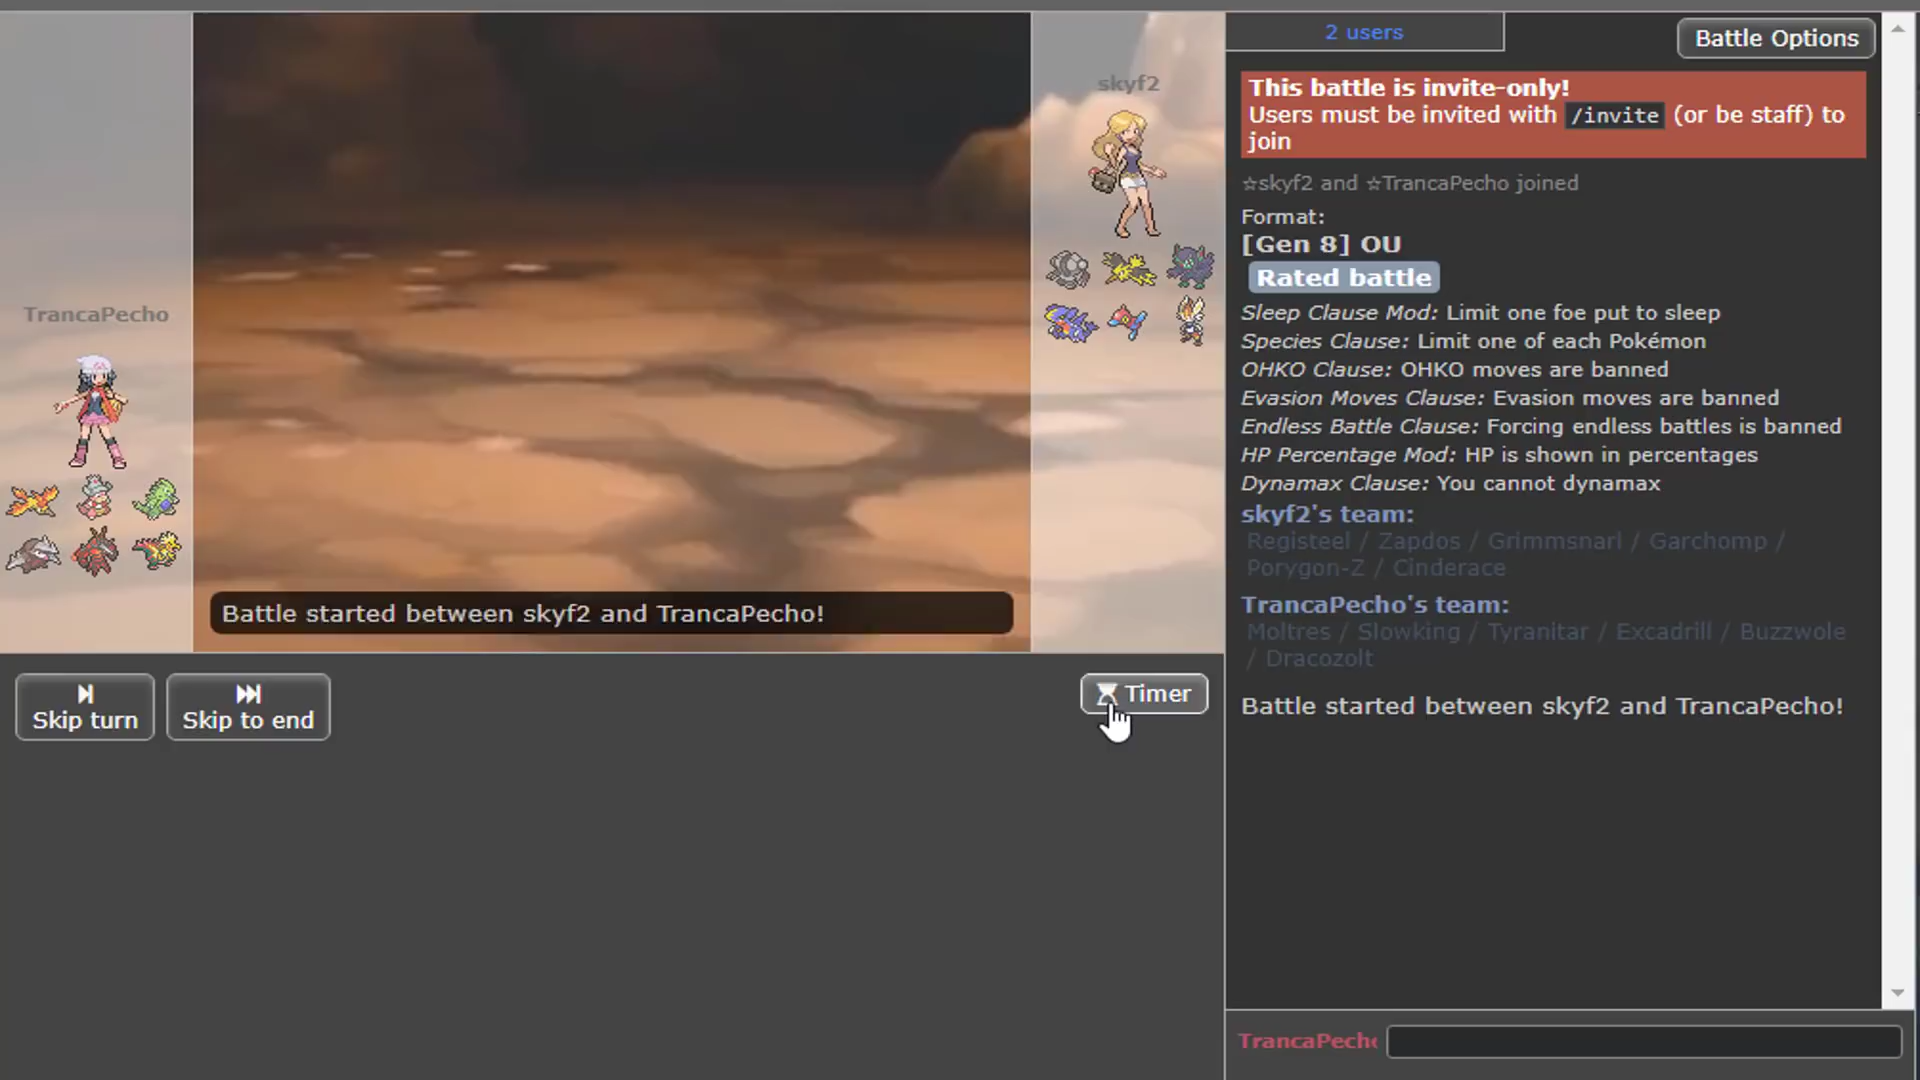 2 users
Battle Options
This battle is invite-only!
Users must be invited with /invite (or be staff) to
join
☆skyf2 and ☆TrancaPecho joined
Format:
[Gen 8] OU
Rated battle
Sleep Clause Mod: Limit one foe put to sleep
Species Clause: Limit one of each Pokémon
OHKO Clause: OHKO moves are banned
Evasion Moves Clause: Evasion moves are banned
Endless Battle Clause: Forcing endless battles is banned
HP Percentage Mod: HP is shown in percentages
Dynamax Clause: You cannot dynamax
skyf2's team:
Registeel / Zapdos / Grimmsnarl / Garchomp /
Porygon-Z / Cinderace
TrancaPecho's team:
Moltres / Slowking / Tyranitar / Excadrill / Buzzwole
/ Dracozolt
Battle started between skyf2 and TrancaPecho!
skyf2
TrancaPecho
Battle started between skyf2 and TrancaPecho!
Skip turn
Skip to end
Timer
TrancaPecho